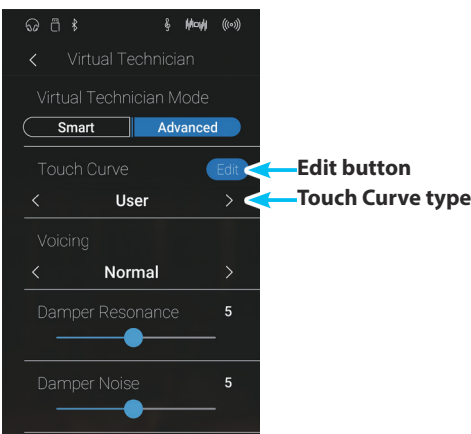 Virtual Technician
Virtual Technician Mode
Smart Advanced
Touch Curve Edit Edit button
User Touch Curve type
Voicing
Normal
Damper Resonance 5
Damper Noise 5